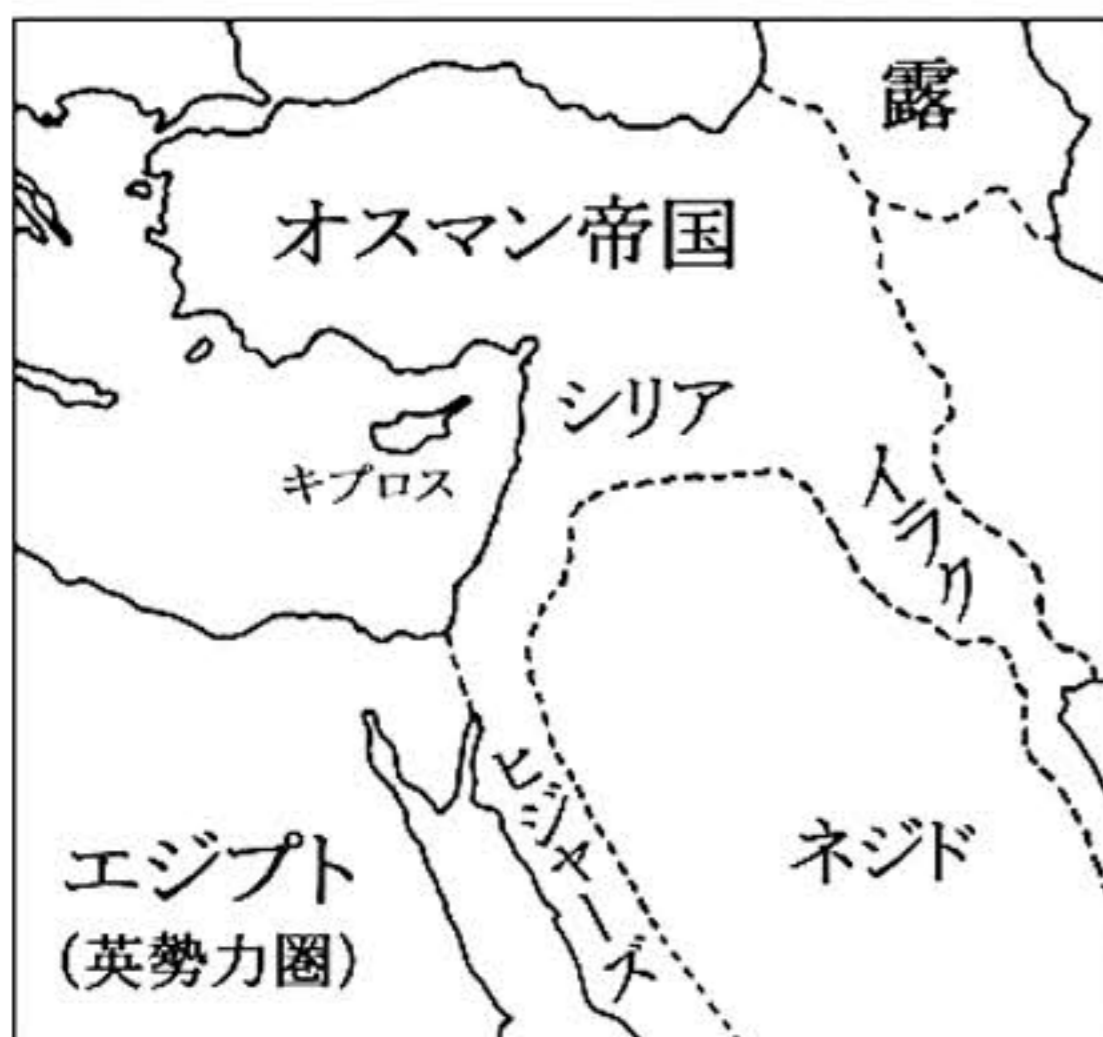 露
オスマン帝国
シリア
キプロス
イラク
ヒジャーズ
ネジド
エジプト
(英勢力圏)